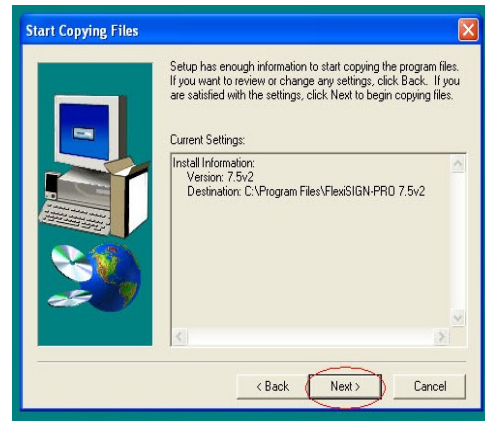 Start Copying Files
Setup has enough information to start copying the program files.
If you want to review or change any settings, click Back. If you
are satisfied with the settings, click Next to begin copying files.
Current Settings:
Install Information:
Version: 7.5v2
Destination: C:\Program Files\FlexiSIGN-PRO 7.5v2
< Back
Next >
Cancel